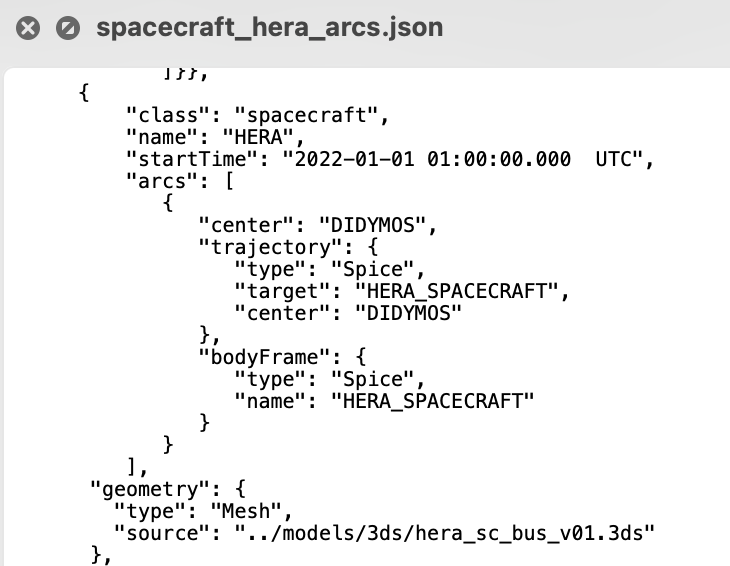 spacecraft_hera_arcs.json
]}},
{
"class": "spacecraft",
"name": "HERA",
"startTime": "2022-01-01 01:00:00.000  UTC",
"arcs": [
{
"center": "DIDYMOS",
"trajectory": {
"type": "Spice",
"target": "HERA_SPACECRAFT",
"center": "DIDYMOS"
},
"bodyFrame": {
"type": "Spice",
"name": "HERA_SPACECRAFT"
}
}
],
"geometry": {
"type": "Mesh",
"source": "../models/3ds/hera_sc_bus_v01.3ds"
},